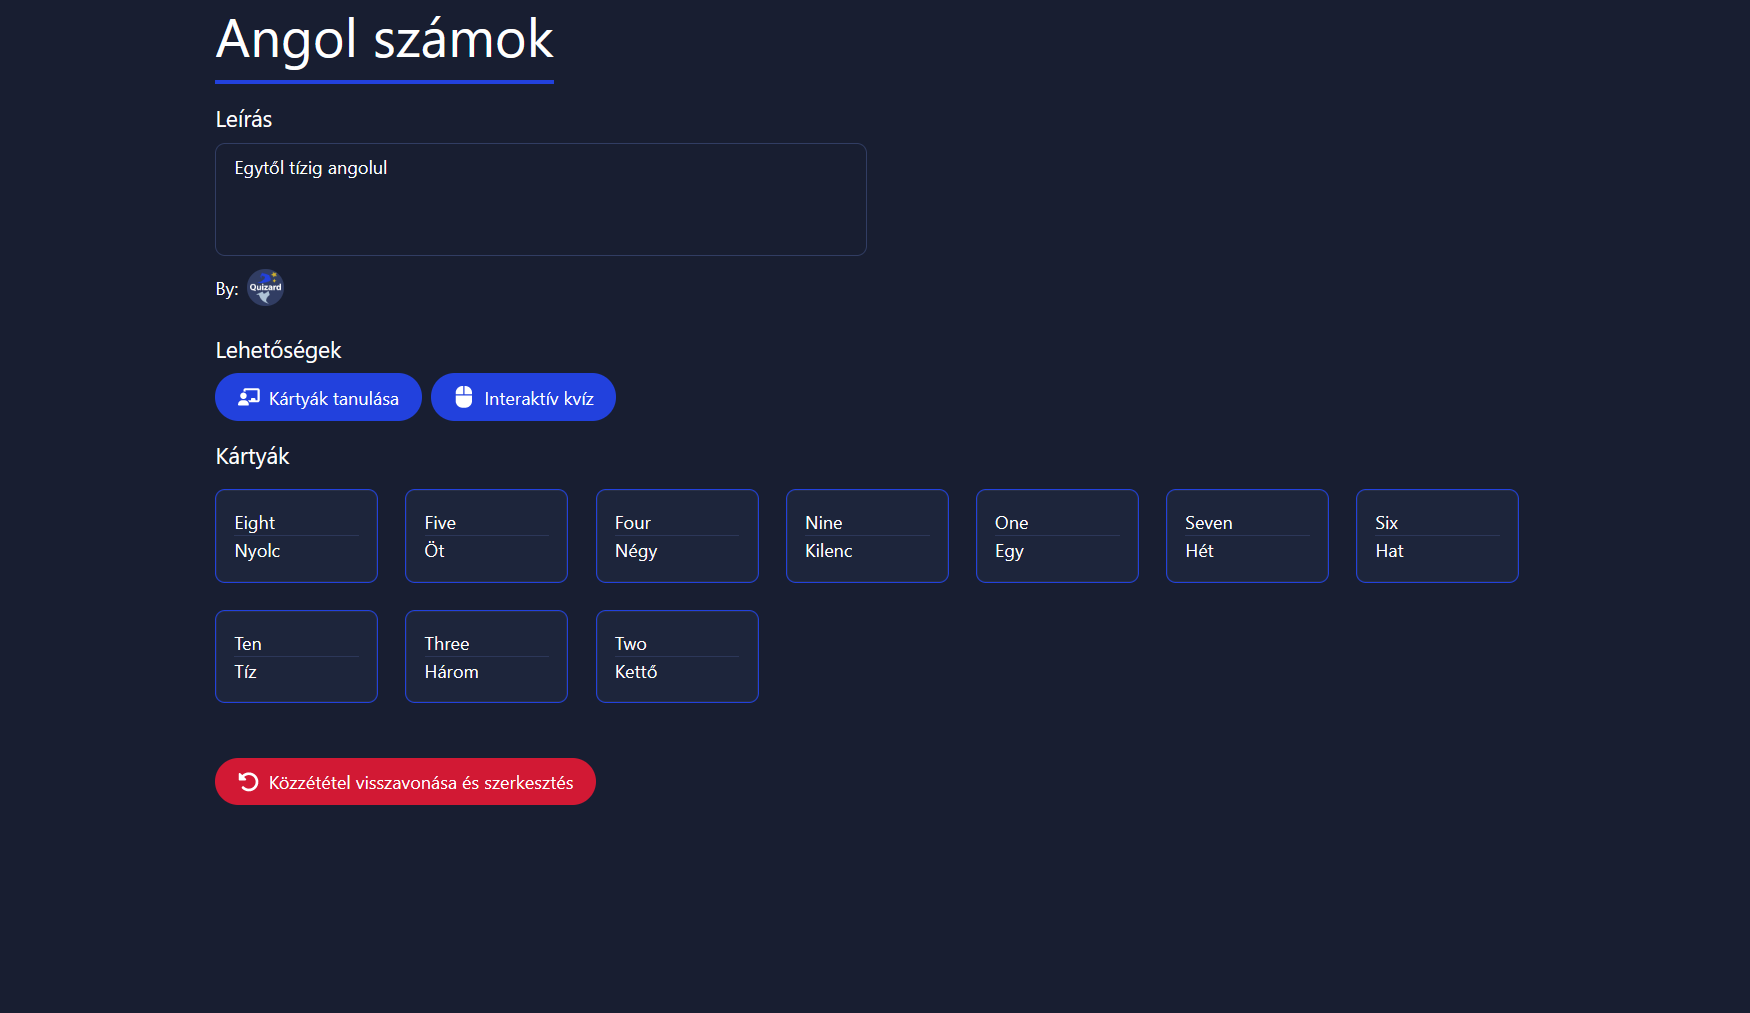 Angol számok
Leírás
Egytől tízig angolul
By:
Quizard
Lehetőségek
Kártyák tanulása
Interaktív kvíz
Kártyák
Eight
Nyolc
Five
Öt
Four
Négy
Nine
Kilenc
One
Egy
Seven
Hét
Six
Hat
Ten
Tíz
Three
Három
Two
Kettő
Közzététel visszavonása és szerkesztés